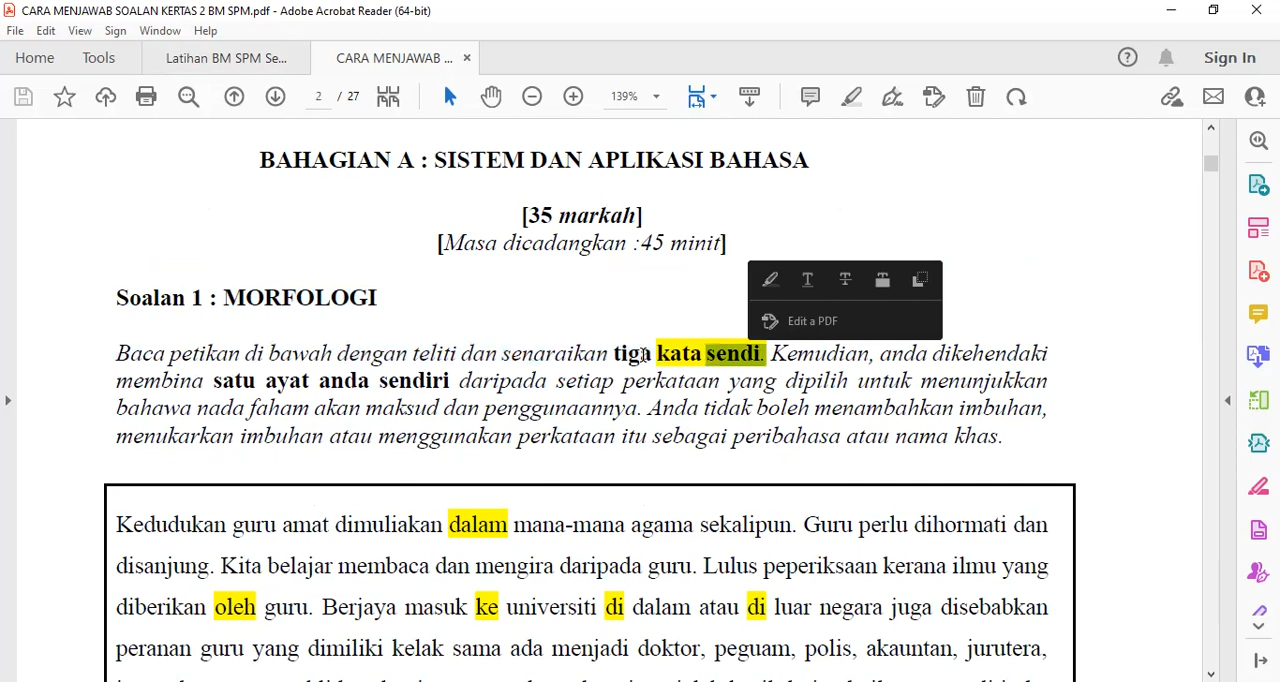 CARA MENJAWAB SOALAN KERTAS 2 BM SPM.pdf - Adobe Acrobat Reader (64-bit)
File Edit View Sign Window Help
Home Tools Latihan BM SPM Se... CARA MENJAWAB ... × Sign In
2 / 27 139%
BAHAGIAN A : SISTEM DAN APLIKASI BAHASA
[35 markah]
[Masa dicadangkan :45 minit]
Edit a PDF
Soalan 1 : MORFOLOGI
Baca petikan di bawah dengan teliti dan senaraikan tiga kata sendi. Kemudian, anda dikehendaki
membina satu ayat anda sendiri daripada setiap perkataan yang dipilih untuk menunjukkan
bahawa nada faham akan maksud dan penggunaannya. Anda tidak boleh menambahkan imbuhan,
menukarkan imbuhan atau menggunakan perkataan itu sebagai peribahasa atau nama khas.
Kedudukan guru amat dimuliakan dalam mana-mana agama sekalipun. Guru perlu dihormati dan
disanjung. Kita belajar membaca dan mengira daripada guru. Lulus peperiksaan kerana ilmu yang
diberikan oleh guru. Berjaya masuk ke universiti di dalam atau di luar negara juga disebabkan
peranan guru yang dimiliki kelak sama ada menjadi doktor, peguam, polis, akauntan, jurutera,